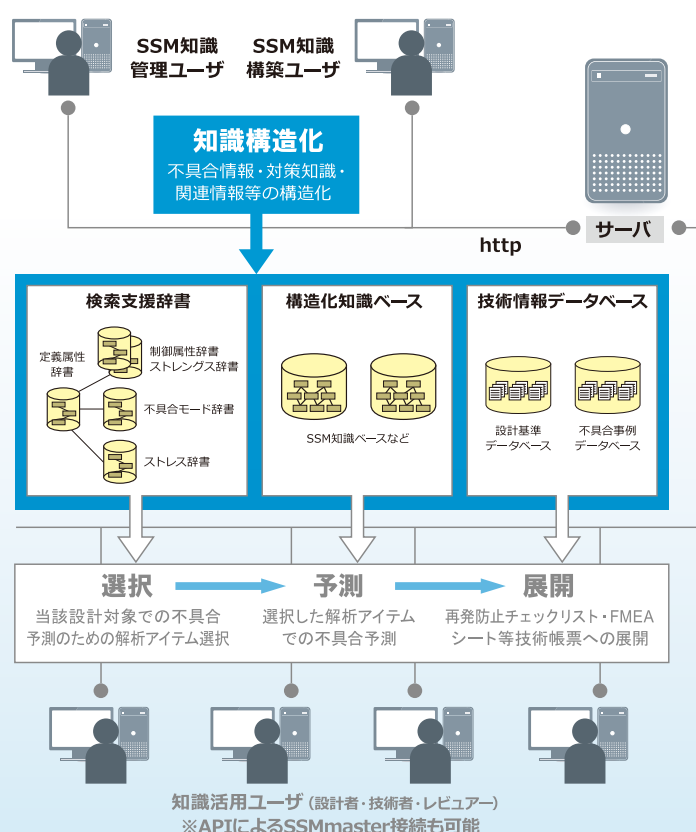 SSM知識
管理ユーザ
SSM知識
構築ユーザ
知識構造化
不具合情報・対策知識・
関連情報等の構造化
サーバ
http
検索支援辞書
定義属性
辞書
制御属性辞書
ストレングス辞書
不具合モード辞書
ストレス辞書
構造化知識ベース
SSM知識ベースなど
技術情報データベース
設計基準
データベース
不具合事例
データベース
選択
当該設計対象での不具合
予測のための解析アイテム選択
予測
選択した解析アイテム
での不具合予測
展開
再発防止チェックリスト・FMEA
シート等技術帳票への展開
知識活用ユーザ（設計者・技術者・レビュアー）
※APIによるSSMmaster接続も可能